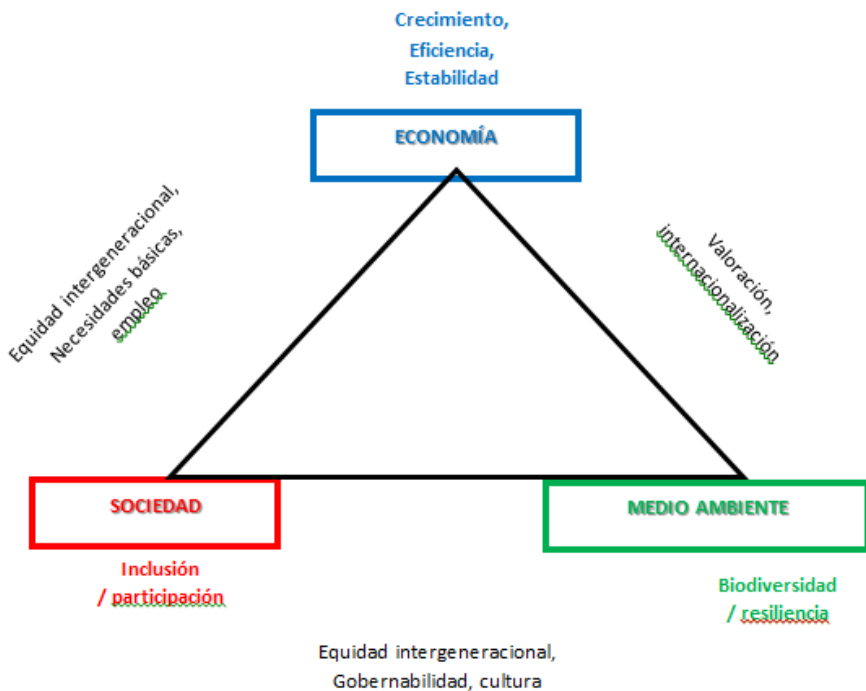 Crecimiento,
Eficiencia,
Estabilidad
ECONOMÍA
Equidad intergeneracional,
Necesidades básicas,
empleo
Valoración,
internacionalización
SOCIEDAD
MEDIO AMBIENTE
Inclusión
/ participación
Biodiversidad
/ resiliencia
Equidad intergeneracional,
Gobernabilidad, cultura